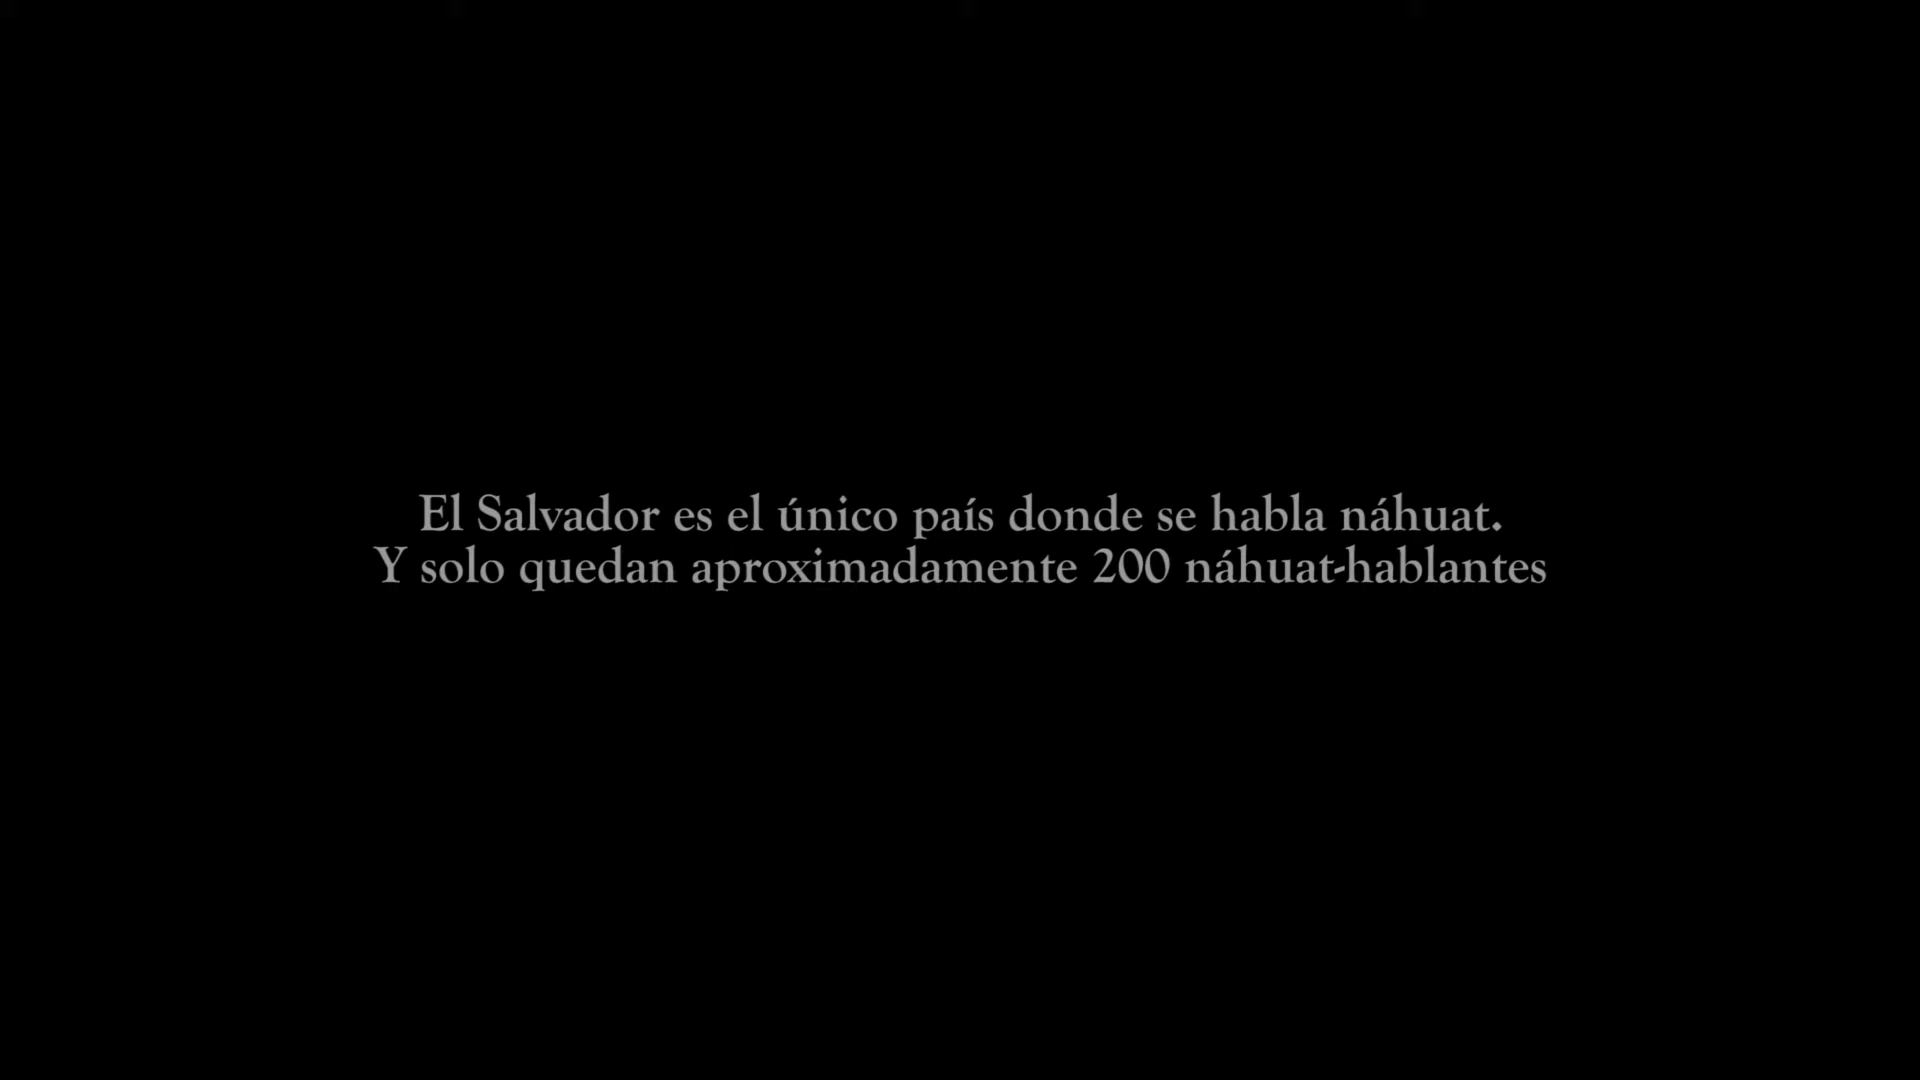 El Salvador es el único país donde se habla náhuat.
Y solo quedan aproximadamente 200 náhuat-hablantes